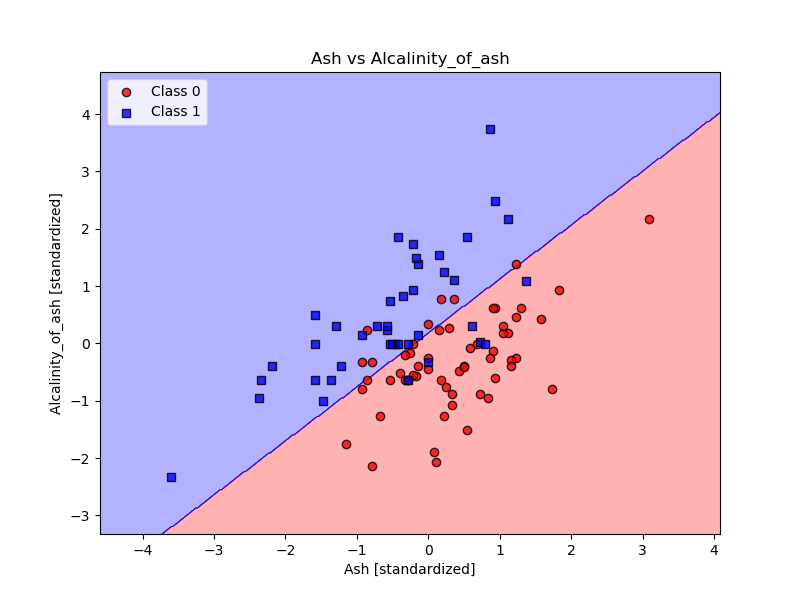 Ash vs Alcalinity_of_ash
Class 0
Class 1
Alcalinity_of_ash [standardized]
4
3
2
1
0
−1
−2
−3
−4 −3 −2 −1 0 1 2 3 4
Ash [standardized]